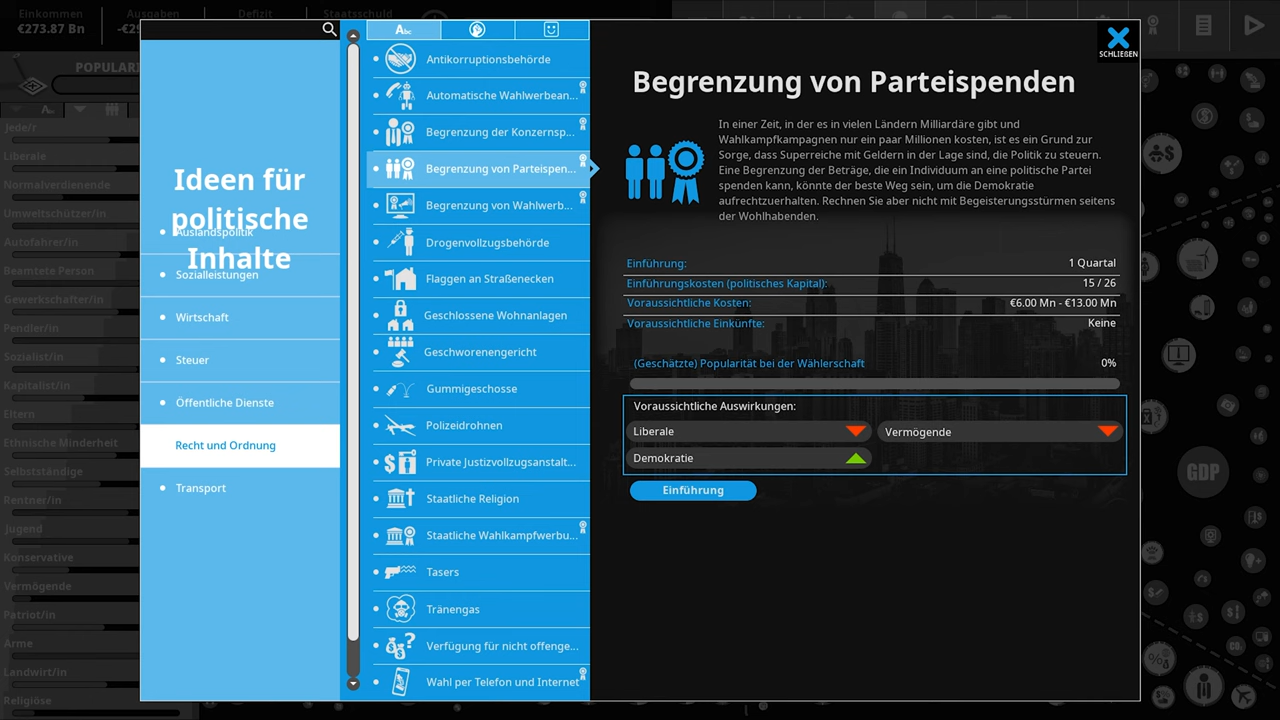 Einkommen
Ausgaben
Defizit
Staatsschuld
€273.87 Bn
POPULARI
Jede/r
Liberale
Normalverdienende
Umweltschützer/in
Autofahrer/in
Beamtete Person
Gewerkschafter/in
Pendler/in
Sozialist/in
Kapitalist/in
Eltern
Ethnische Minderheit
Selbstständige
Rentner/in
Jugend
Konservative
Vermögende
Patriot/in
Arme
Landwirt/in
Religiöse
Ideen für
politische
Inhalte
Auslandspolitik
Sozialleistungen
Wirtschaft
Steuer
Öffentliche Dienste
Recht und Ordnung
Transport
Abc
Antikorruptionsbehörde
Automatische Wahlwerbean...
Begrenzung der Konzernsp...
Begrenzung von Parteispen...
Begrenzung von Wahlwerb...
Drogenvollzugsbehörde
Flaggen an Straßenecken
Geschlossene Wohnanlagen
Geschworenengericht
Gummigeschosse
Polizeidrohnen
Private Justizvollzugsanstalt...
Staatliche Religion
Staatliche Wahlkampfwerbu...
Tasers
Tränengas
Verfügung für nicht offenge...
Wahl per Telefon und Internet
SCHLIEßEN
Begrenzung von Parteispenden
In einer Zeit, in der es in vielen Ländern Milliardäre gibt und
Wahlkampfkampagnen nur ein paar Millionen kosten, ist es ein Grund zur
Sorge, dass Superreiche mit Geldern in der Lage sind, die Politik zu steuern.
Eine Begrenzung der Beträge, die ein Individuum an eine politische Partei
spenden kann, könnte der beste Weg sein, um die Demokratie
aufrechtzuerhalten. Rechnen Sie aber nicht mit Begeisterungsstürmen seitens
der Wohlhabenden.
Einführung: 1 Quartal
Einführungskosten (politisches Kapital): 15 / 26
Voraussichtliche Kosten: €6.00 Mn - €13.00 Mn
Voraussichtliche Einkünfte: Keine
(Geschätzte) Popularität bei der Wählerschaft 0%
Voraussichtliche Auswirkungen:
Liberale
Vermögende
Demokratie
Einführung
GDP